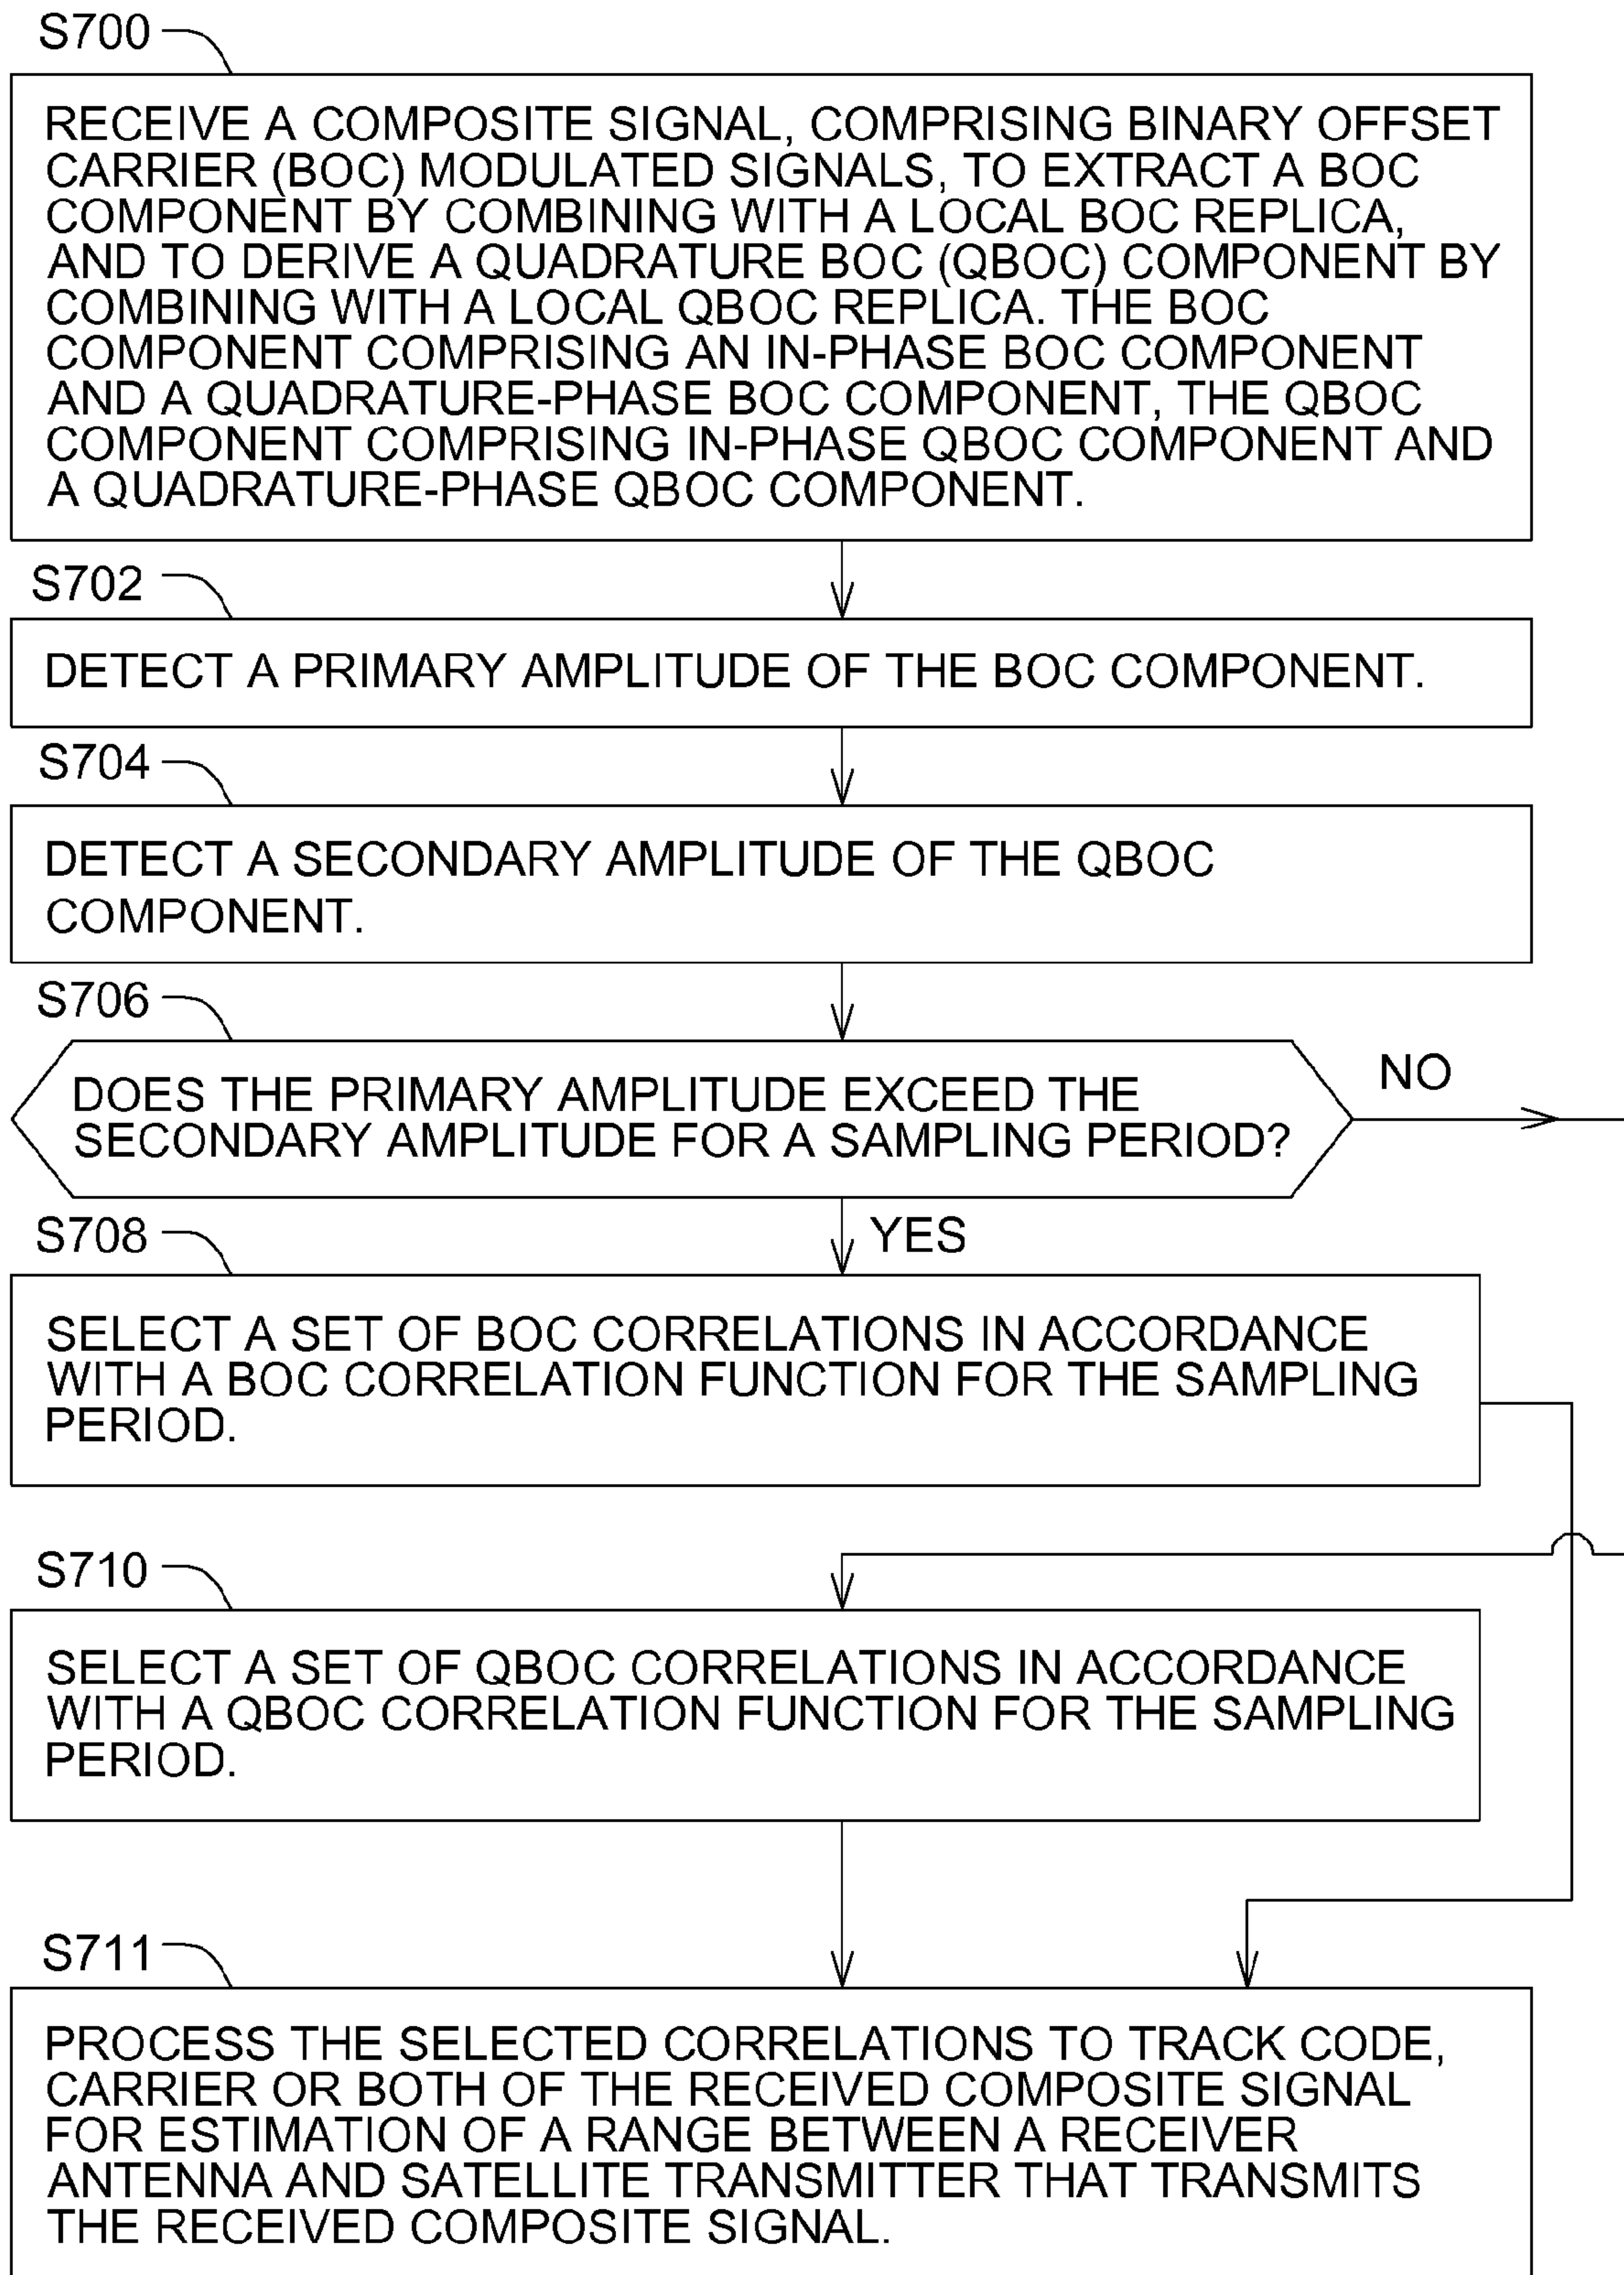 S700
RECEIVE A COMPOSITE SIGNAL, COMPRISING BINARY OFFSET
CARRIER (BOC) MODULATED SIGNALS, TO EXTRACT A BOC
COMPONENT BY COMBINING WITH A LOCAL BOC REPLICA,
AND TO DERIVE A QUADRATURE BOC (QBOC) COMPONENT BY
COMBINING WITH A LOCAL QBOC REPLICA. THE BOC
COMPONENT COMPRISING AN IN-PHASE BOC COMPONENT
AND A QUADRATURE-PHASE BOC COMPONENT, THE QBOC
COMPONENT COMPRISING IN-PHASE QBOC COMPONENT AND
A QUADRATURE-PHASE QBOC COMPONENT.
S702
DETECT A PRIMARY AMPLITUDE OF THE BOC COMPONENT.
S704
DETECT A SECONDARY AMPLITUDE OF THE QBOC
COMPONENT.
S706
DOES THE PRIMARY AMPLITUDE EXCEED THE
SECONDARY AMPLITUDE FOR A SAMPLING PERIOD?
NO
YES
S708
SELECT A SET OF BOC CORRELATIONS IN ACCORDANCE
WITH A BOC CORRELATION FUNCTION FOR THE SAMPLING
PERIOD.
S710
SELECT A SET OF QBOC CORRELATIONS IN ACCORDANCE
WITH A QBOC CORRELATION FUNCTION FOR THE SAMPLING
PERIOD.
S711
PROCESS THE SELECTED CORRELATIONS TO TRACK CODE,
CARRIER OR BOTH OF THE RECEIVED COMPOSITE SIGNAL
FOR ESTIMATION OF A RANGE BETWEEN A RECEIVER
ANTENNA AND SATELLITE TRANSMITTER THAT TRANSMITS
THE RECEIVED COMPOSITE SIGNAL.